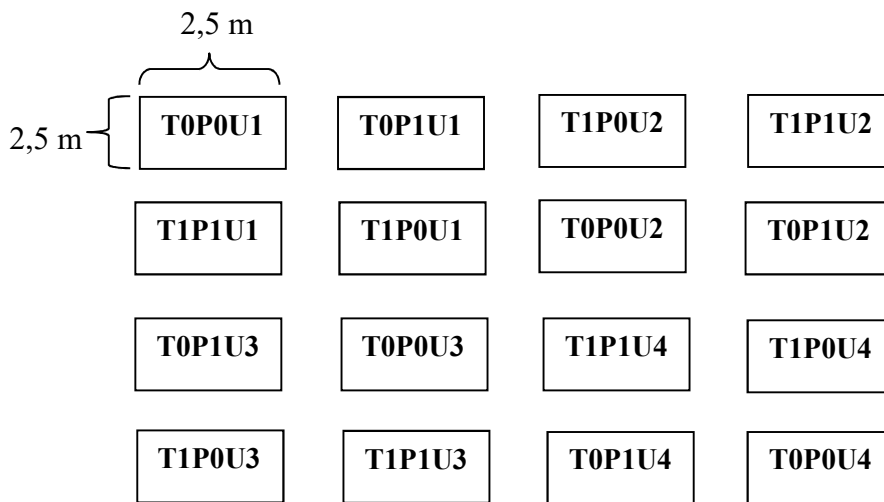 2,5 m
2,5 m
T0P0U1 T0P1U1 T1P0U2 T1P1U2
T1P1U1 T1P0U1 T0P0U2 T0P1U2
T0P1U3 T0P0U3 T1P1U4 T1P0U4
T1P0U3 T1P1U3 T0P1U4 T0P0U4